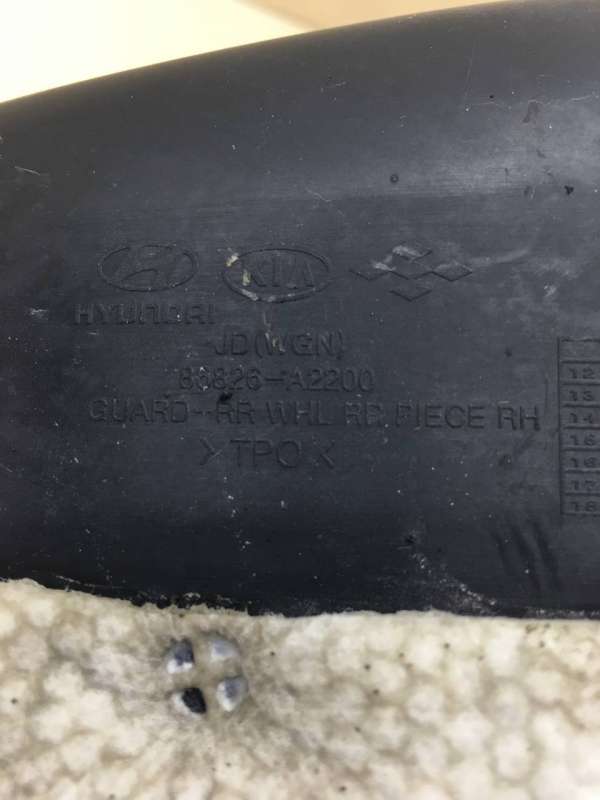 HYUNDAI
KIA
JD(WGN)
86826-A2200
GUARD-RR WHL RR PIECE RH
>TPO<
12
13
14
15
16
17
18